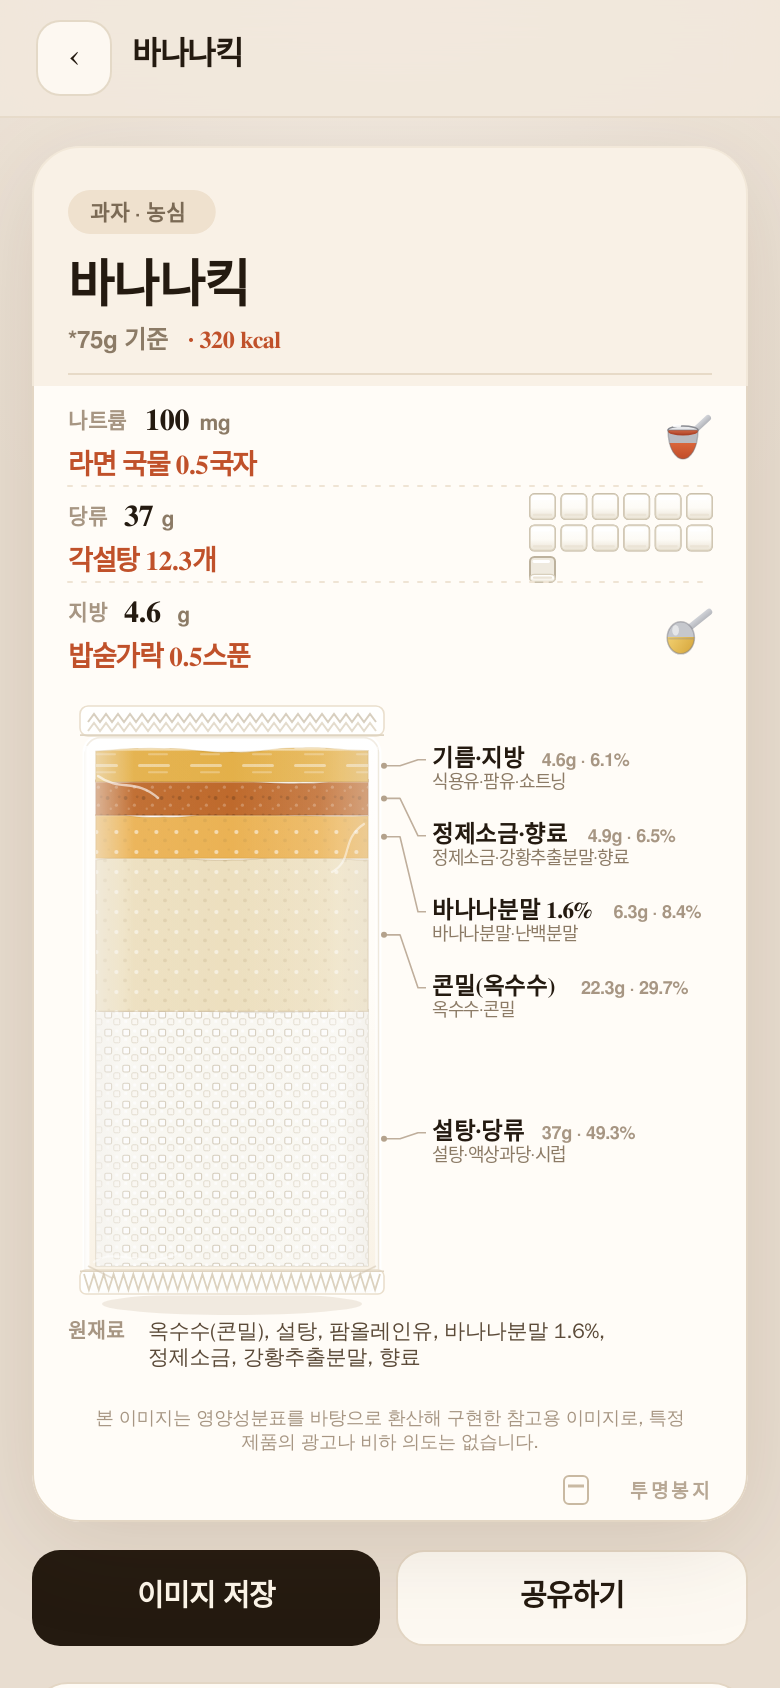 ‹ 바나나킥
과자 · 농심
바나나킥
*75g 기준 · 320 kcal
나트륨 100 mg
라면 국물 0.5국자
당류 37 g
각설탕 12.3개
지방 4.6 g
밥숟가락 0.5스푼
기름·지방 4.6g · 6.1%
식용유·팜유·쇼트닝
정제소금·향료 4.9g · 6.5%
정제소금·강황추출분말·향료
바나나분말 1.6% 6.3g · 8.4%
바나나분말·난백분말
콘밀(옥수수) 22.3g · 29.7%
옥수수·콘밀
설탕·당류 37g · 49.3%
설탕·액상과당·시럽
원재료 옥수수(콘밀), 설탕, 팜올레인유, 바나나분말 1.6%,
정제소금, 강황추출분말, 향료
본 이미지는 영양성분표를 바탕으로 환산해 구현한 참고용 이미지로, 특정
제품의 광고나 비하 의도는 없습니다.
투명봉지
이미지 저장
공유하기